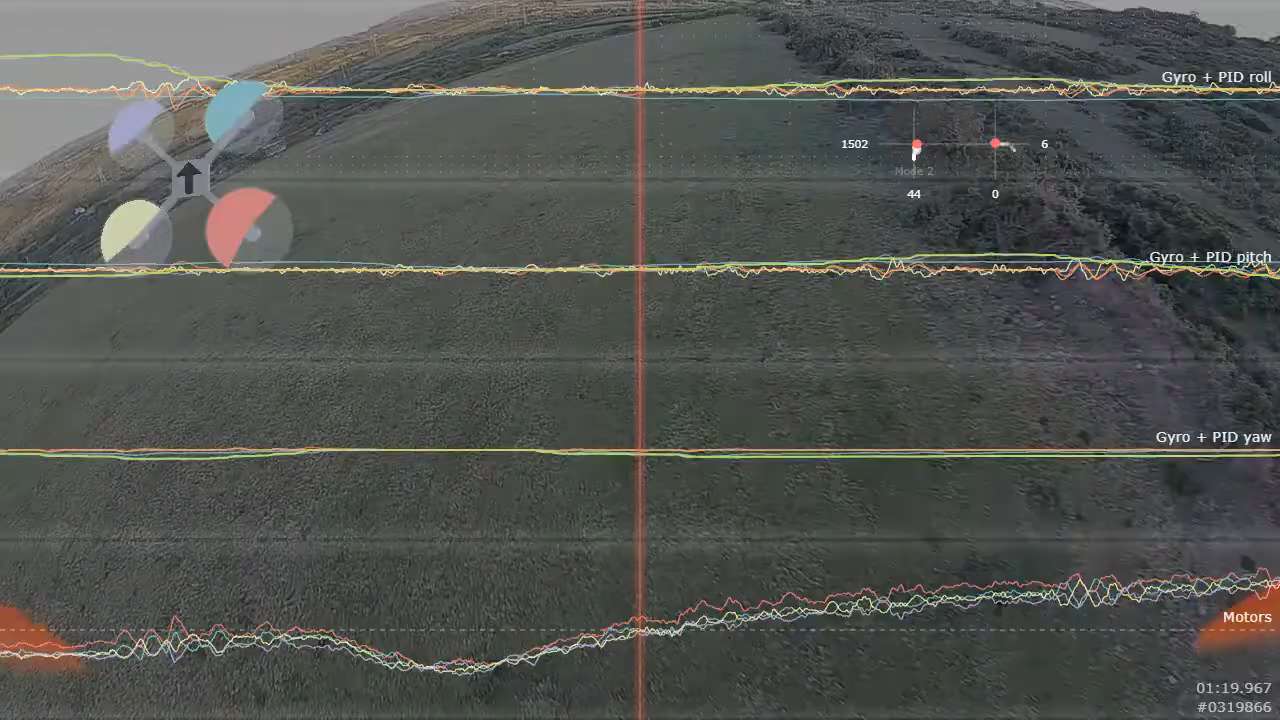 Gyro + PID roll
1502
6
Mode 2
44
0
Gyro + PID pitch
Gyro + PID yaw
Motors
01:19.967
#0319866